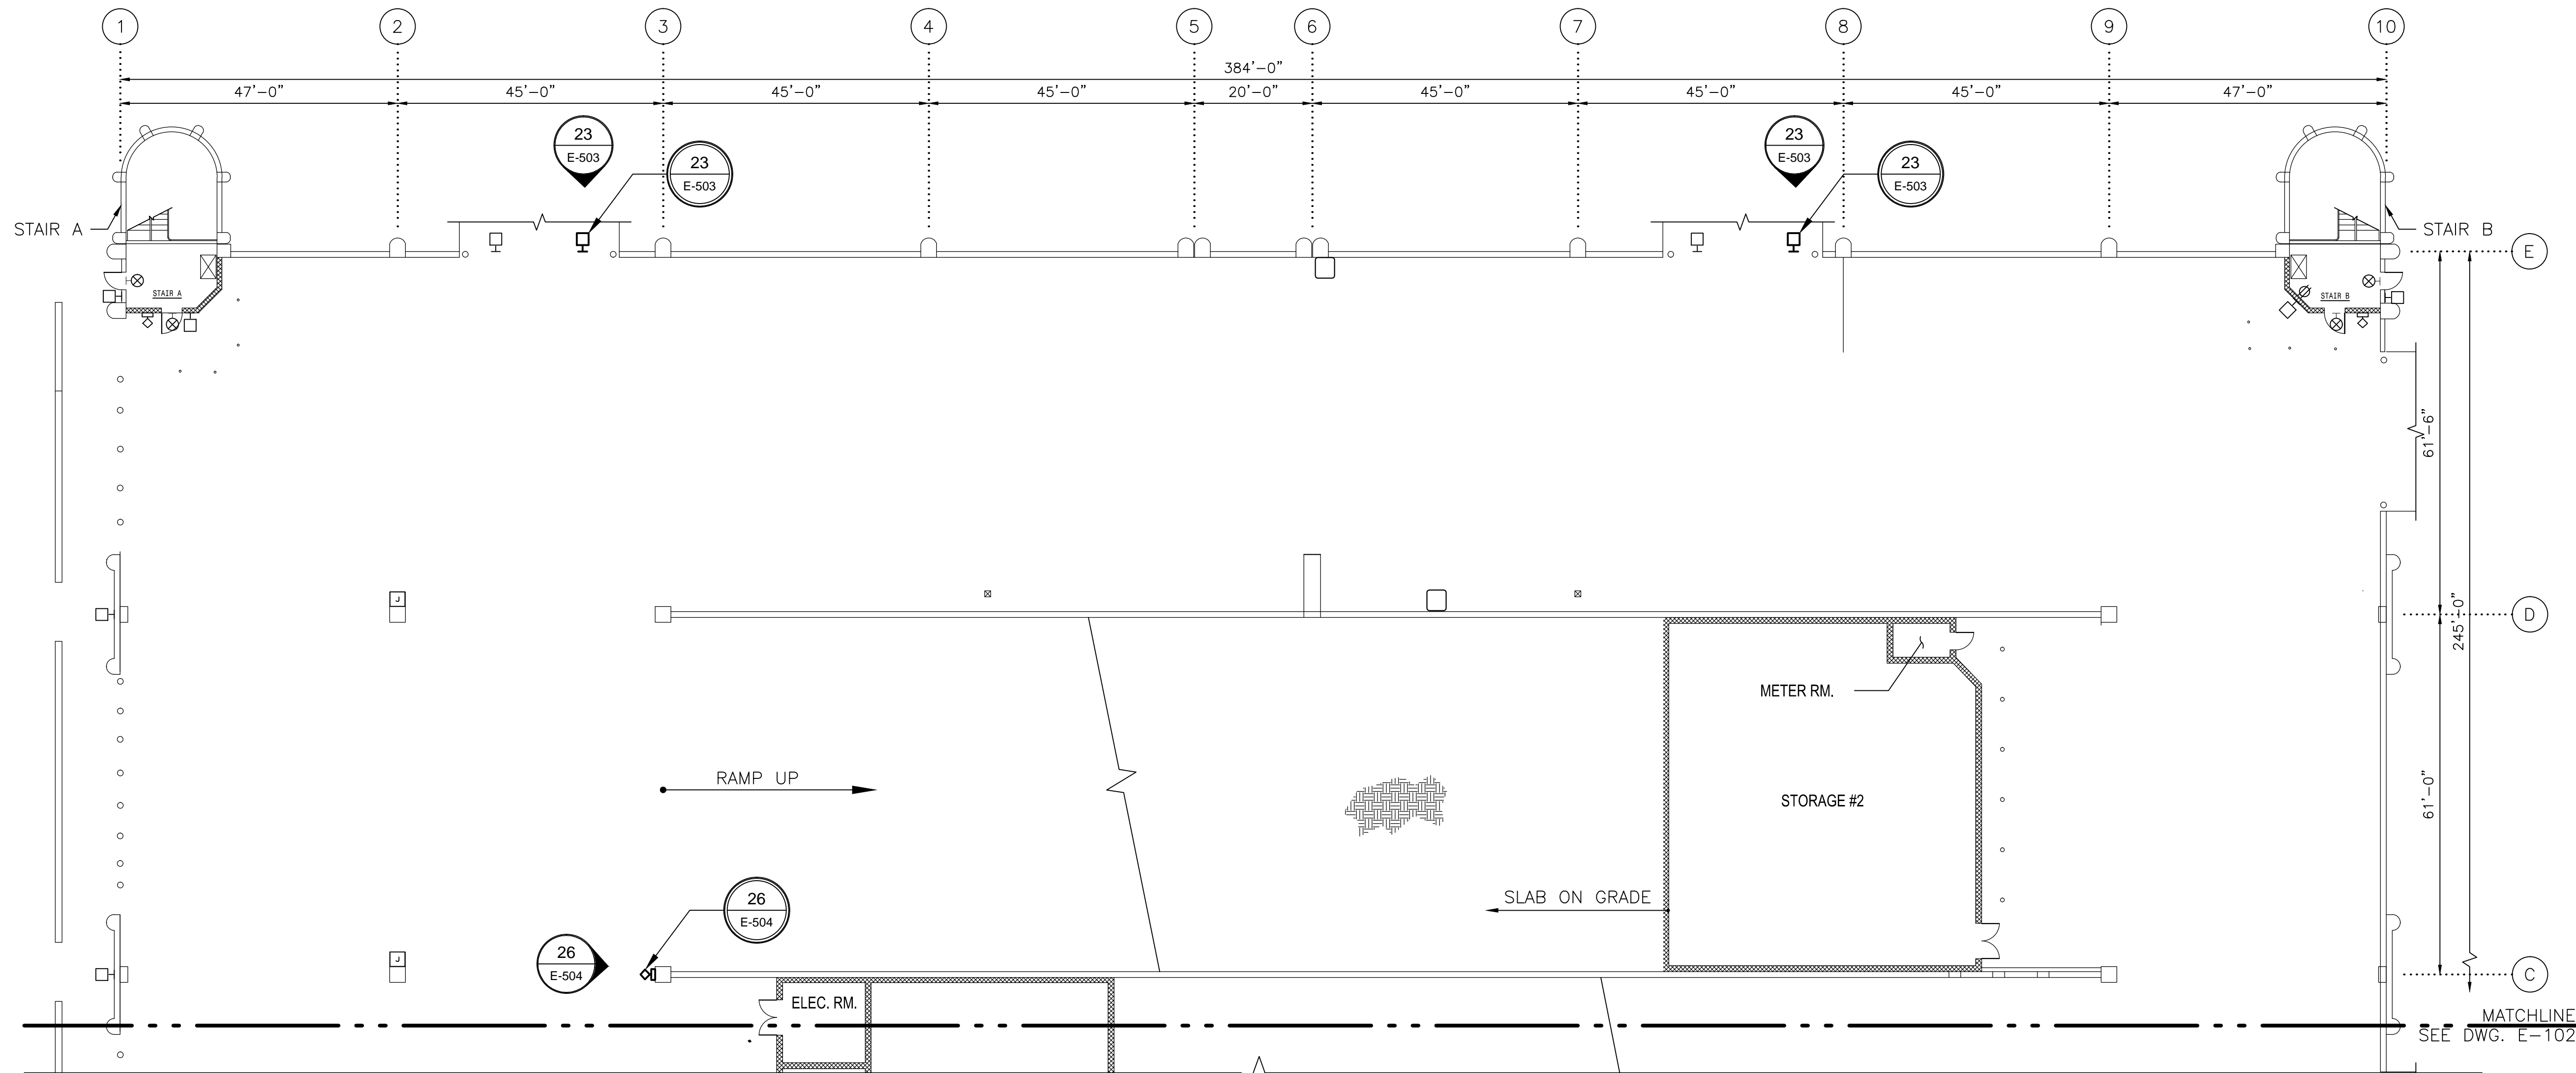 1 2 3 4 5 6 7 8 9 10
384'-0"
47'-0" 45'-0" 45'-0" 45'-0" 20'-0" 45'-0" 45'-0" 45'-0" 47'-0"
23
E-503
23
E-503
23
E-503
23
E-503
STAIR A
STAIR B
E
STAIR A
STAIR B
61'-6"
J
D
245'-0"
METER RM.
RAMP UP
STORAGE #2
61'-0"
SLAB ON GRADE
26
E-504
26
E-504
J
C
ELEC. RM.
MATCHLINE
SEE DWG. E-102